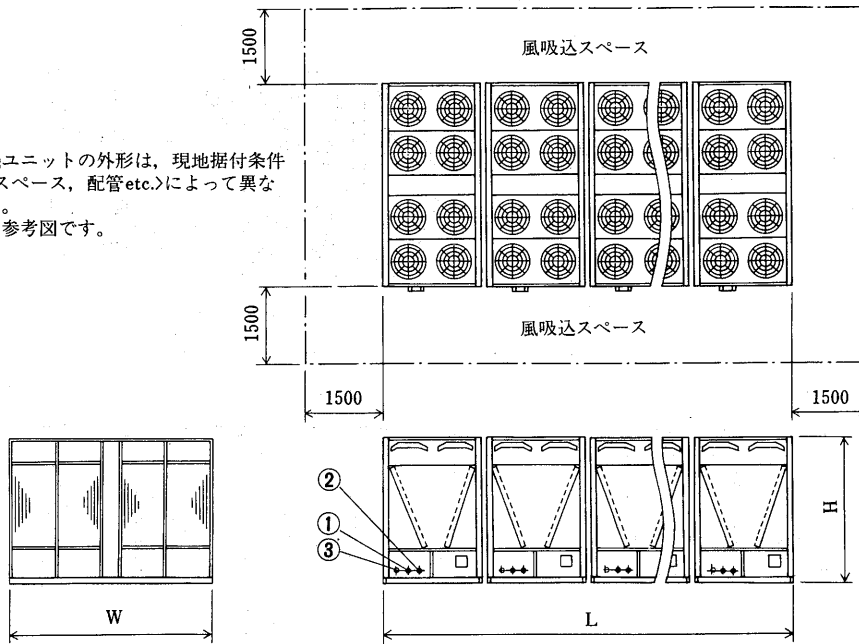 風吸込スペース
1500
ユニットの外形は,現地据付条件
スペース,配管etc.>によって異な
。
参考図です。
1500
風吸込スペース
1500
1500
②
①
③
H
W
L